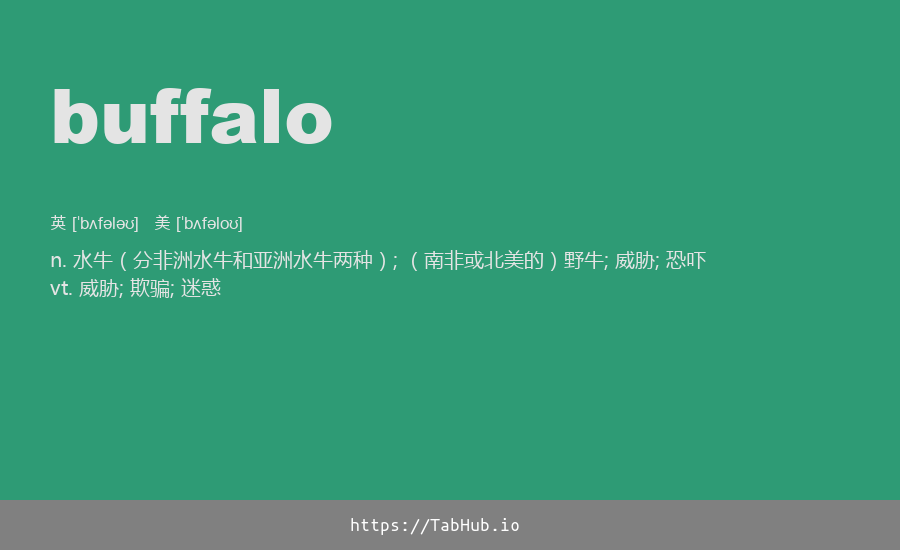 buffalo
英 [ˈbʌfələʊ] 美 [ˈbʌfəloʊ]
n. 水牛（分非洲水牛和亚洲水牛两种）; （南非或北美的）野牛; 威胁; 恐吓
vt. 威胁; 欺骗; 迷惑
https://TabHub.io